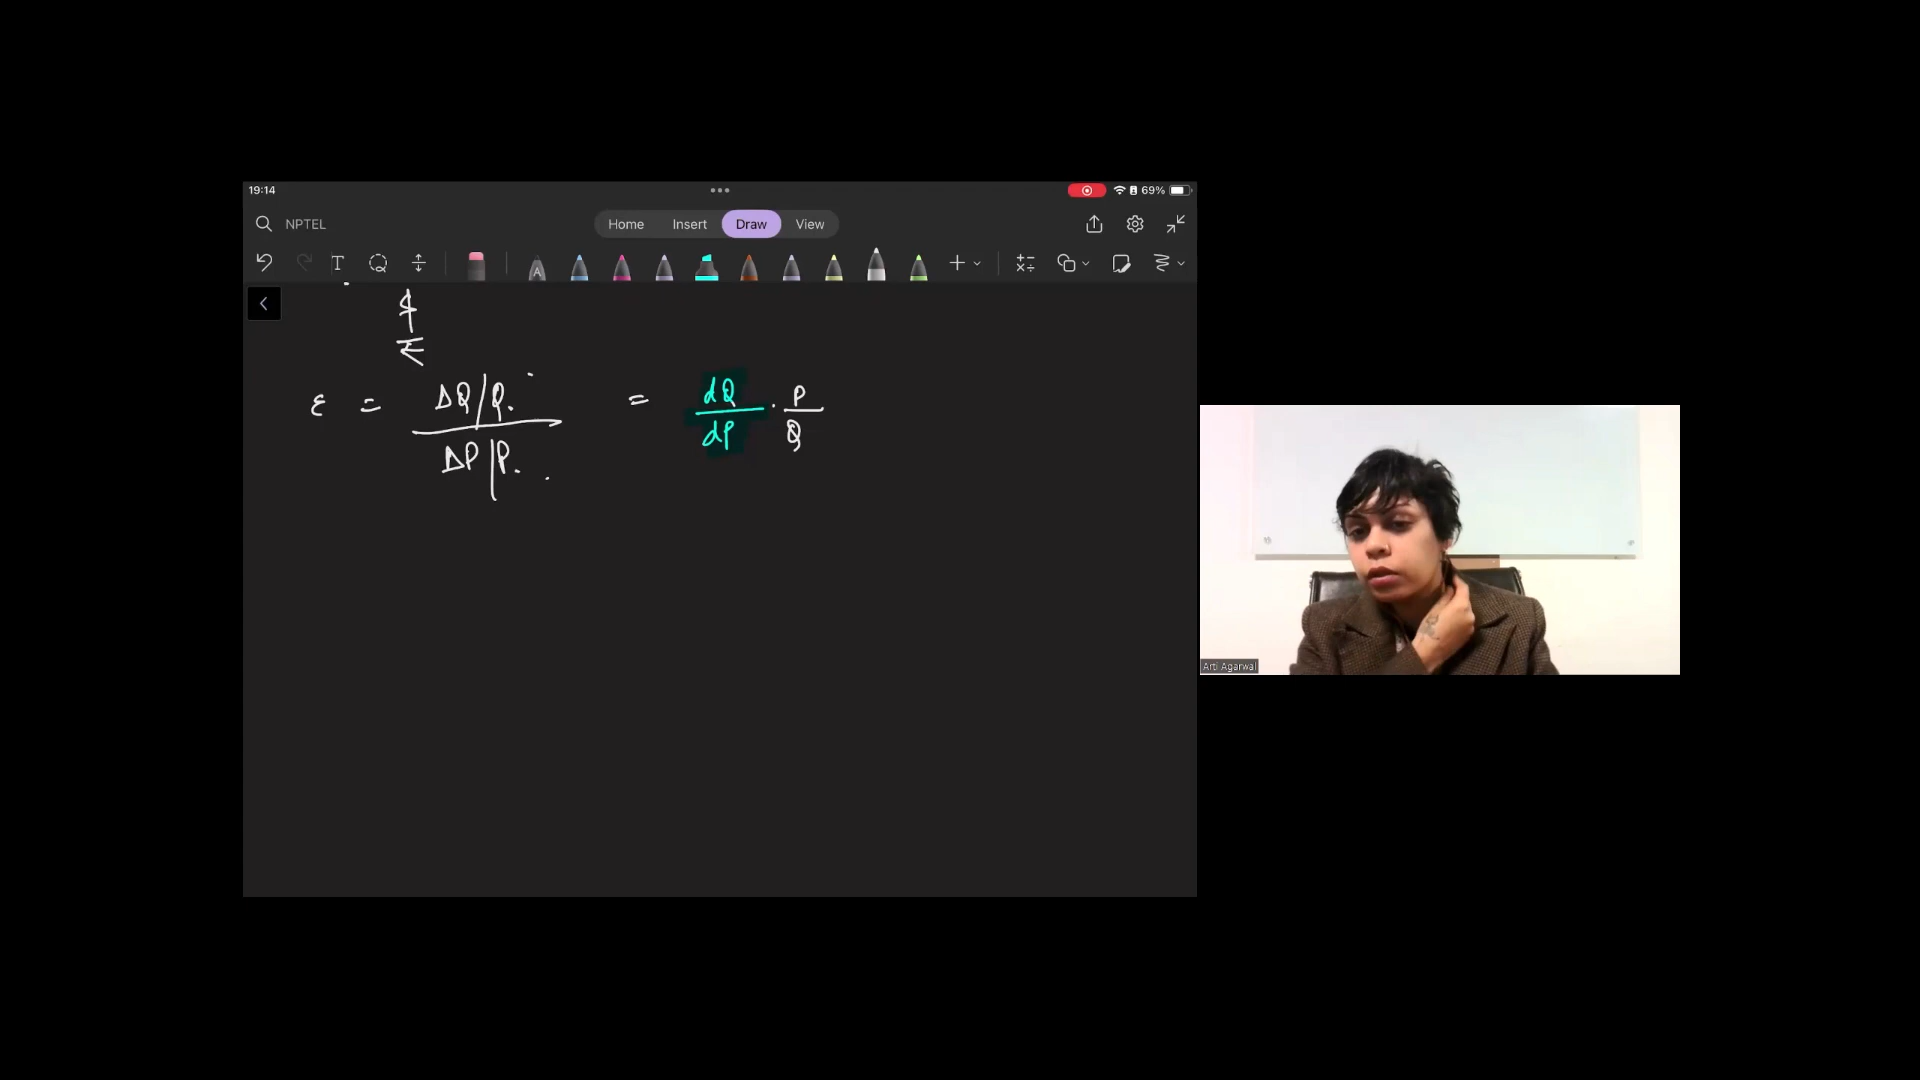 19:14
69%
NPTEL
Home Insert Draw View
A
$
₹
ε = ΔQ/Q. / ΔP/P. = dQ/dP · P/Q
Arti Agarwal